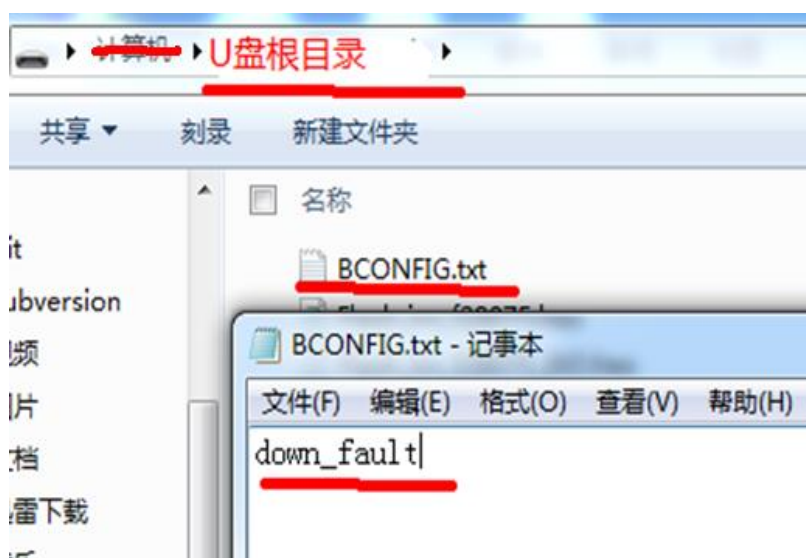 计算机 U盘根目录
共享 刻录 新建文件夹
名称
BCONFIG.txt
BCONFIG.txt - 记事本
文件(F) 编辑(E) 格式(O) 查看(V) 帮助(H)
down_fault
it
ubversion
频
片
档
雷下载